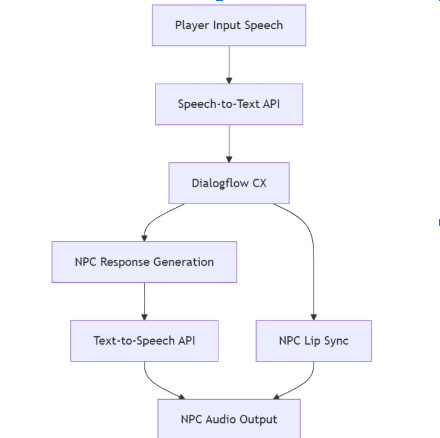 Player Input Speech
Speech-to-Text API
Dialogflow CX
NPC Response Generation
Text-to-Speech API
NPC Lip Sync
NPC Audio Output